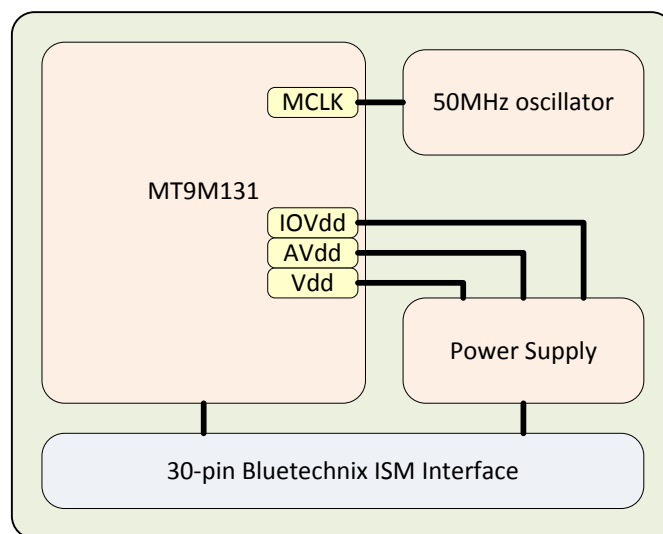 MCLK
50MHz oscillator
MT9M131
IOVdd
AVdd
Vdd
Power Supply
30-pin Bluetechnix ISM Interface